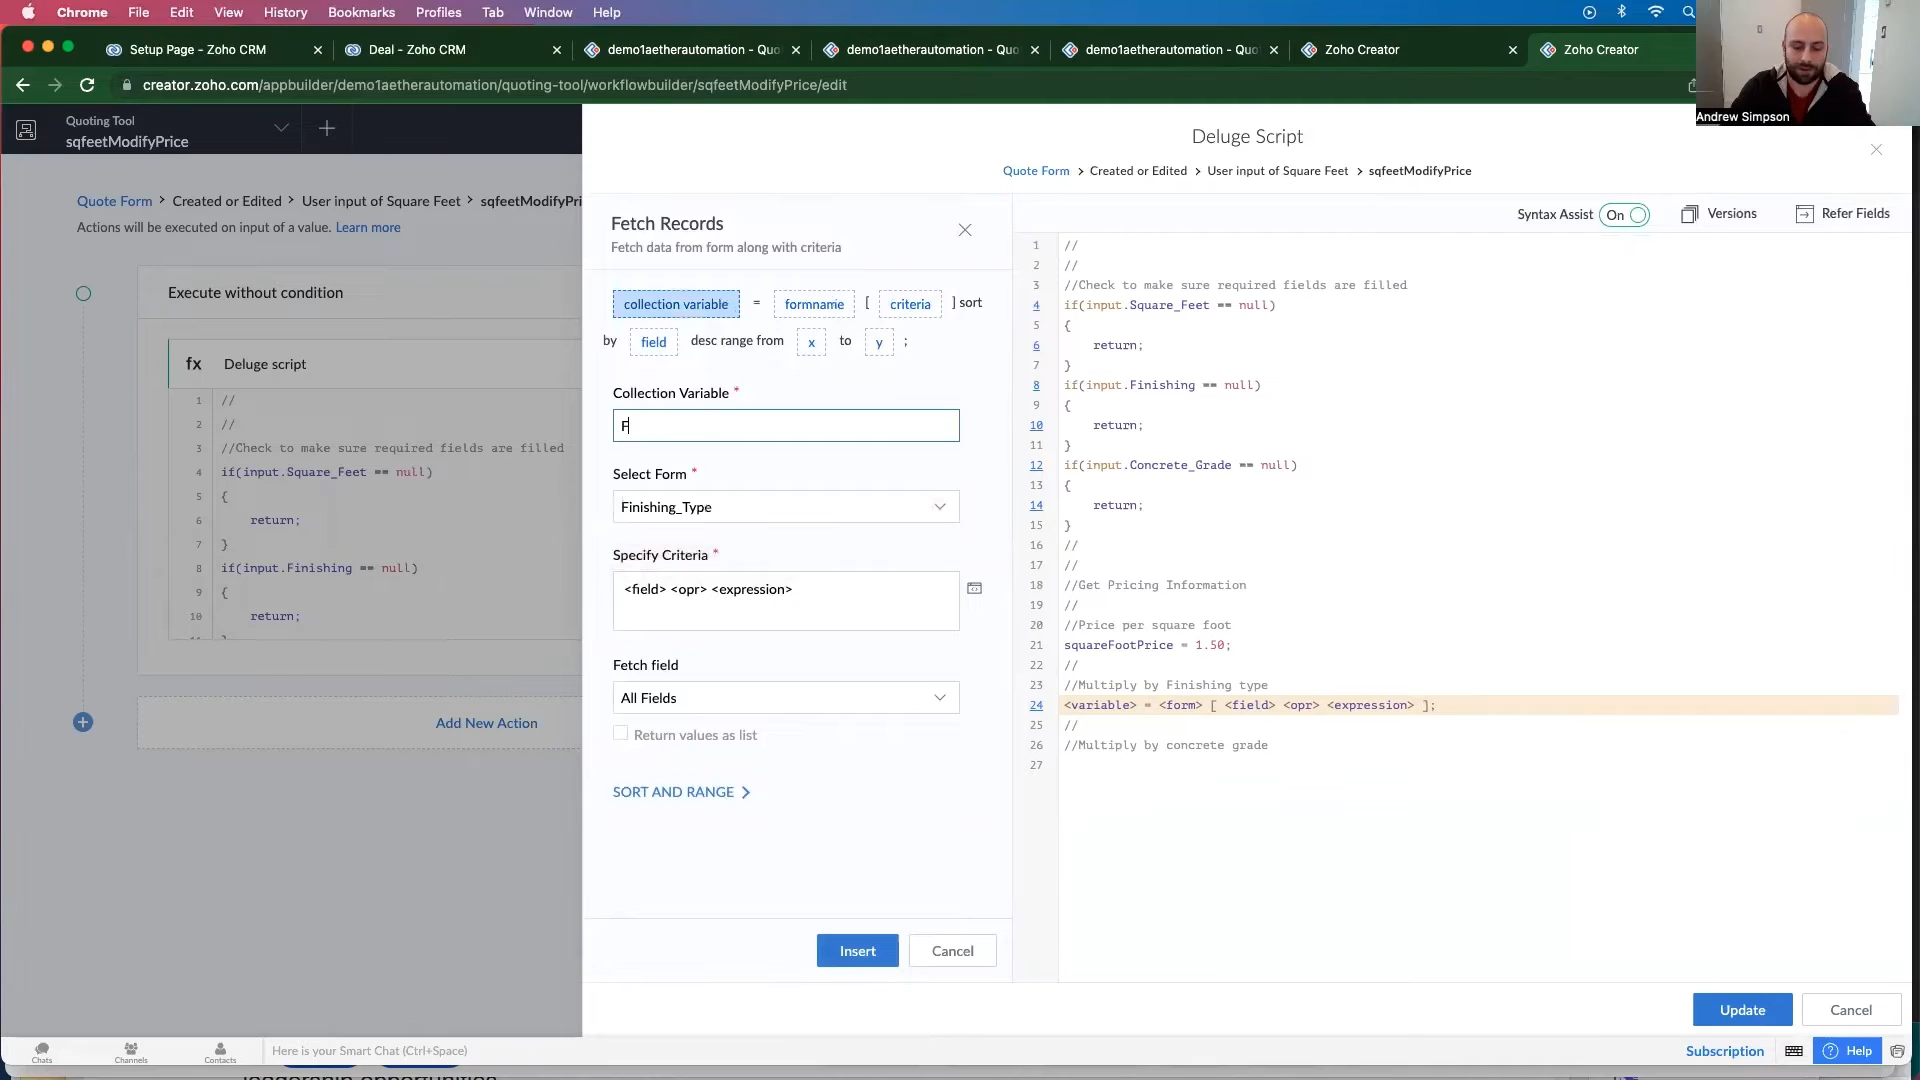 Chrome File Edit View History Bookmarks Profiles Tab Window Help
Setup Page - Zoho CRM
Deal - Zoho CRM
demo1aetherautomation - Quo
demo1aetherautomation - Quo
demo1aetherautomation - Quo
Zoho Creator
Zoho Creator
creator.zoho.com/appbuilder/demo1aetherautomation/quoting-tool/workflowbuilder/sqfeetModifyPrice/edit
Andrew Simpson
Quoting Tool
sqfeetModifyPrice
Quote Form > Created or Edited > User input of Square Feet > sqfeetModifyPri
Actions will be executed on input of a value. Learn more
Execute without condition
fx Deluge script
1 //
2 //
3 //Check to make sure required fields are filled
4 if(input.Square_Feet == null)
5 {
6 return;
7 }
8 if(input.Finishing == null)
9 {
10 return;
Add New Action
Deluge Script
Quote Form > Created or Edited > User input of Square Feet > sqfeetModifyPrice
Fetch Records
Fetch data from form along with criteria
collection variable = formname [ criteria ] sort
by field desc range from x to y ;
Collection Variable *
F
Select Form *
Finishing_Type
Specify Criteria *
<field> <opr> <expression>
Fetch field
All Fields
Return values as list
SORT AND RANGE
Insert Cancel
Syntax Assist On Versions Refer Fields
1 //
2 //
3 //Check to make sure required fields are filled
4 if(input.Square_Feet == null)
5 {
6 return;
7 }
8 if(input.Finishing == null)
9 {
10 return;
11 }
12 if(input.Concrete_Grade == null)
13 {
14 return;
15 }
16 //
17 //
18 //Get Pricing Information
19 //
20 //Price per square foot
21 squareFootPrice = 1.50;
22 //
23 //Multiply by Finishing type
24 <variable> = <form> [ <field> <opr> <expression> ];
25 //
26 //Multiply by concrete grade
27
Update Cancel
Chats Channels Contacts Here is your Smart Chat (Ctrl+Space) Subscription Help